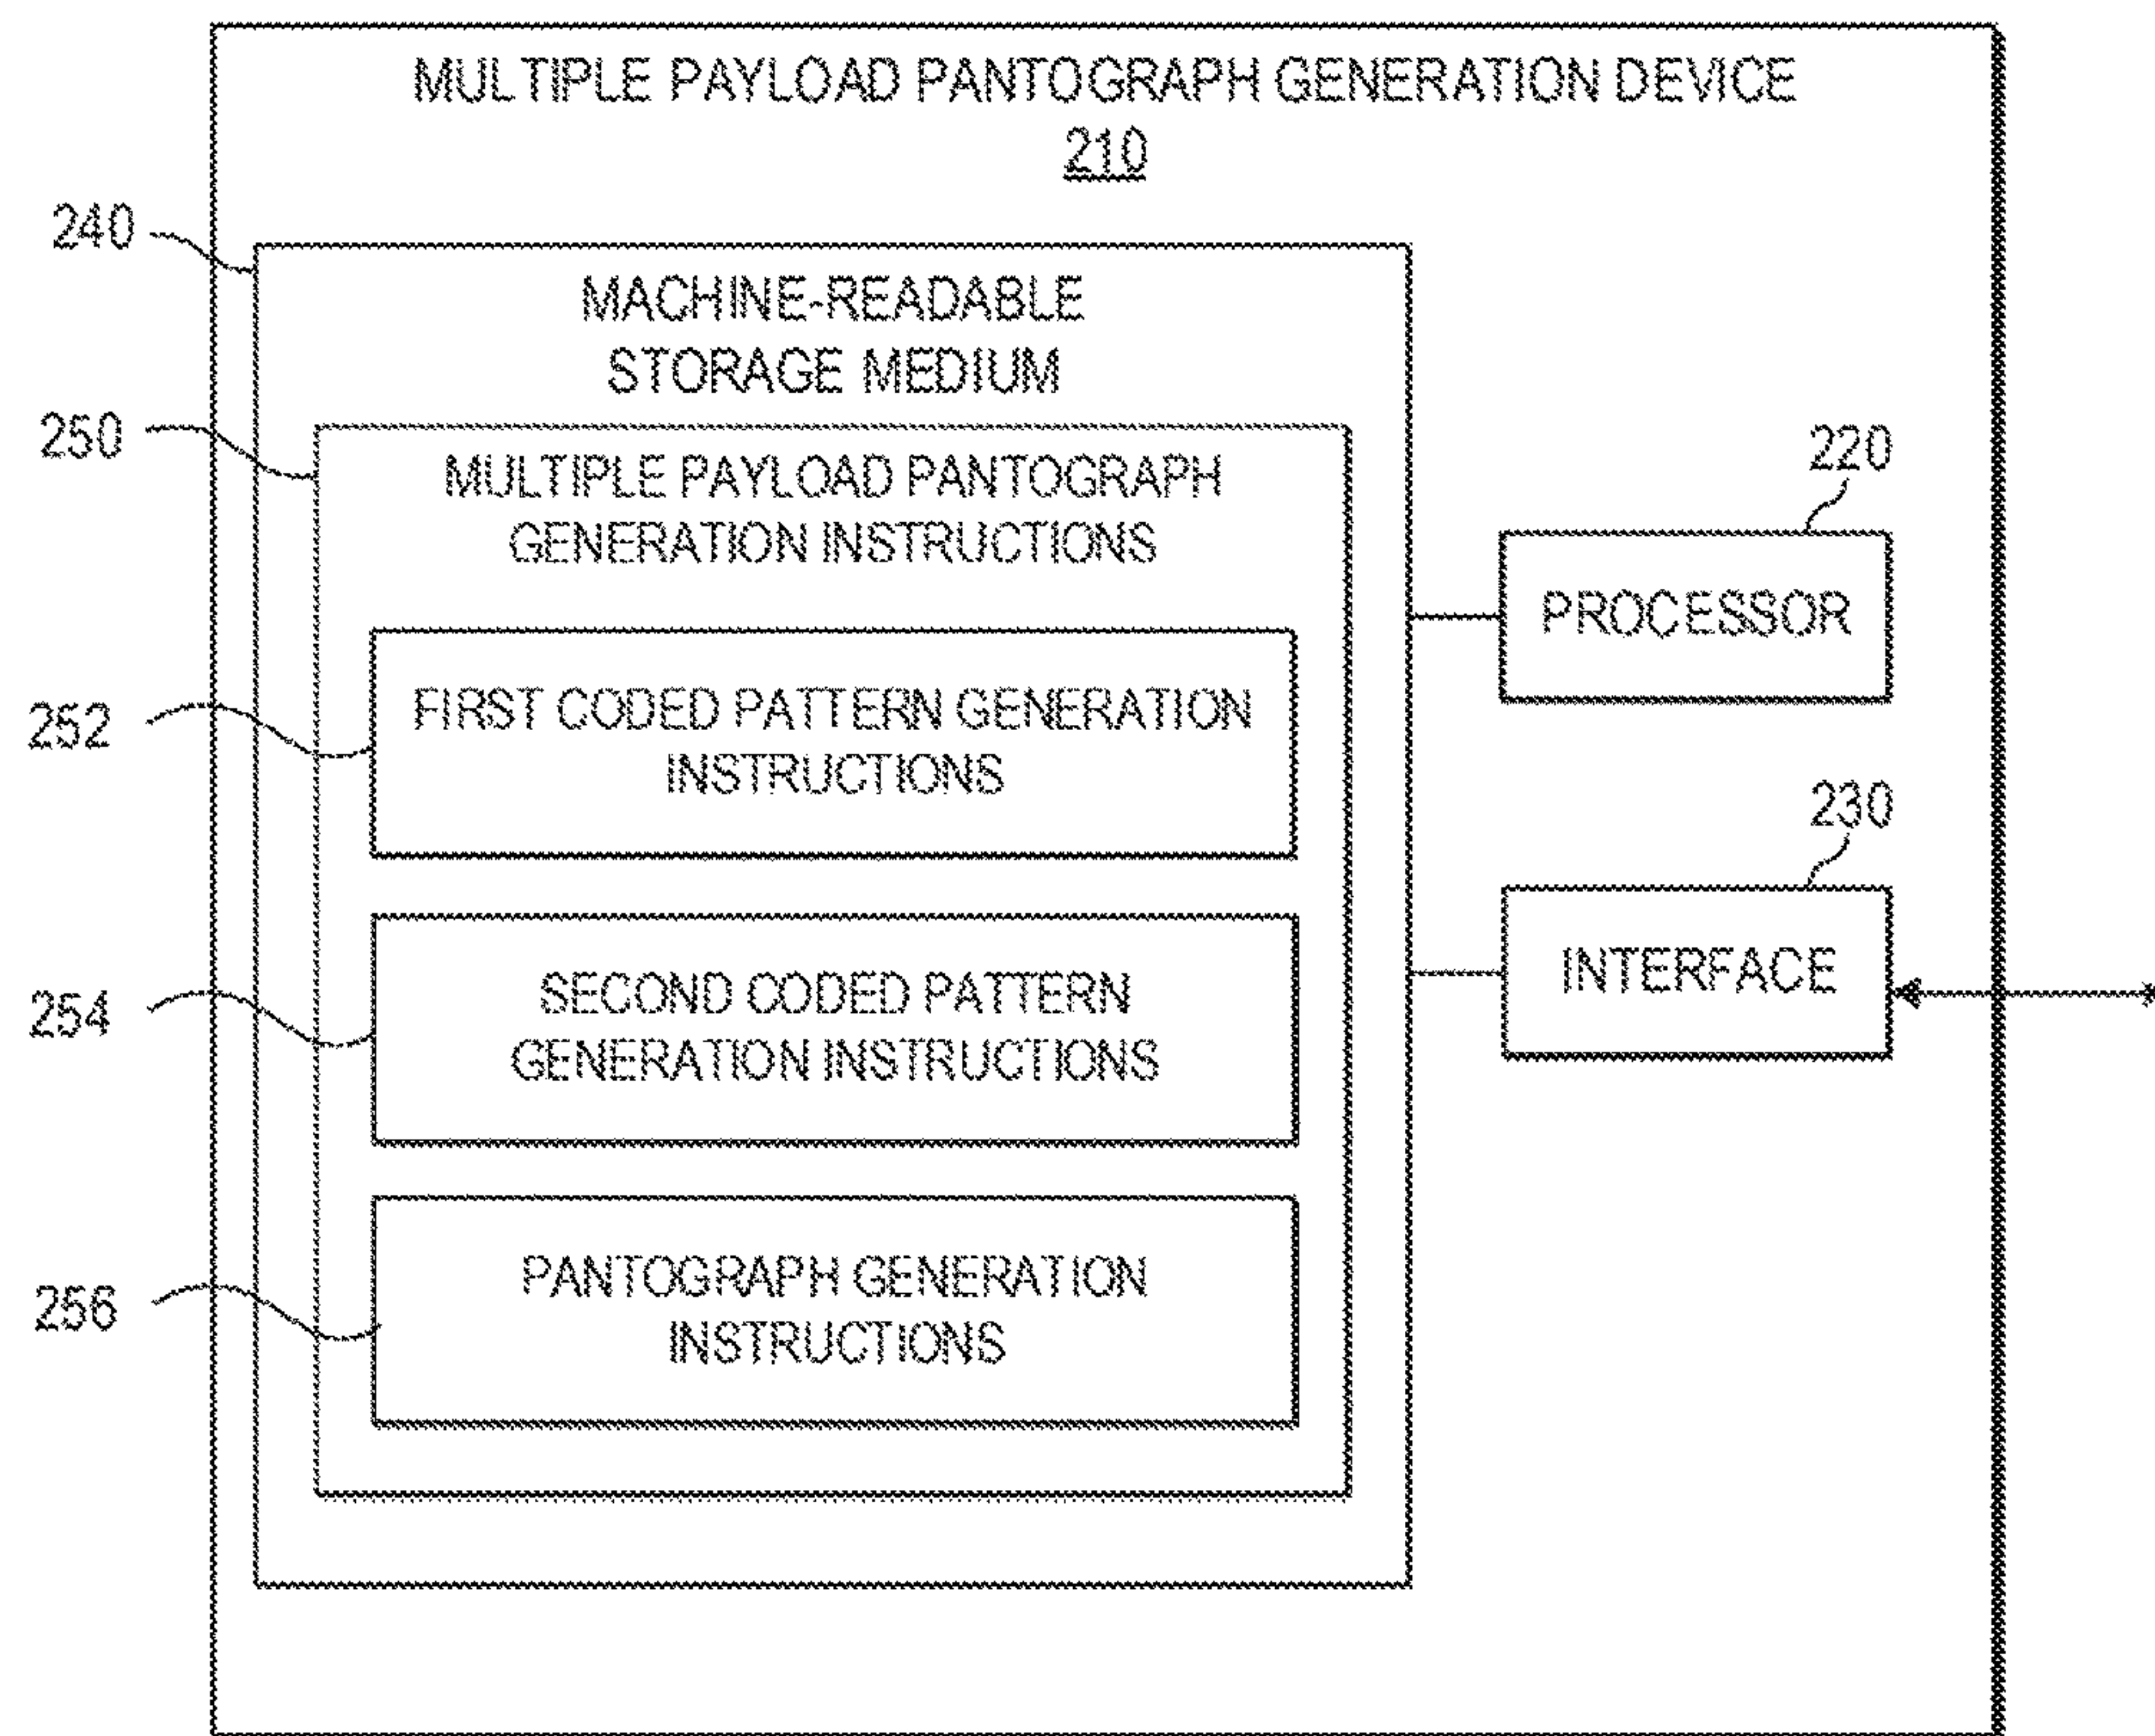 MULTIPLE PAYLOAD PANTOGRAPH GENERATION DEVICE
210
240
MACHINE-READABLE
STORAGE MEDIUM
250
MULTIPLE PAYLOAD PANTOGRAPH
GENERATION INSTRUCTIONS
220
PROCESSOR
252
FIRST CODED PATTERN GENERATION
INSTRUCTIONS
230
INTERFACE
254
SECOND CODED PATTERN
GENERATION INSTRUCTIONS
256
PANTOGRAPH GENERATION
INSTRUCTIONS